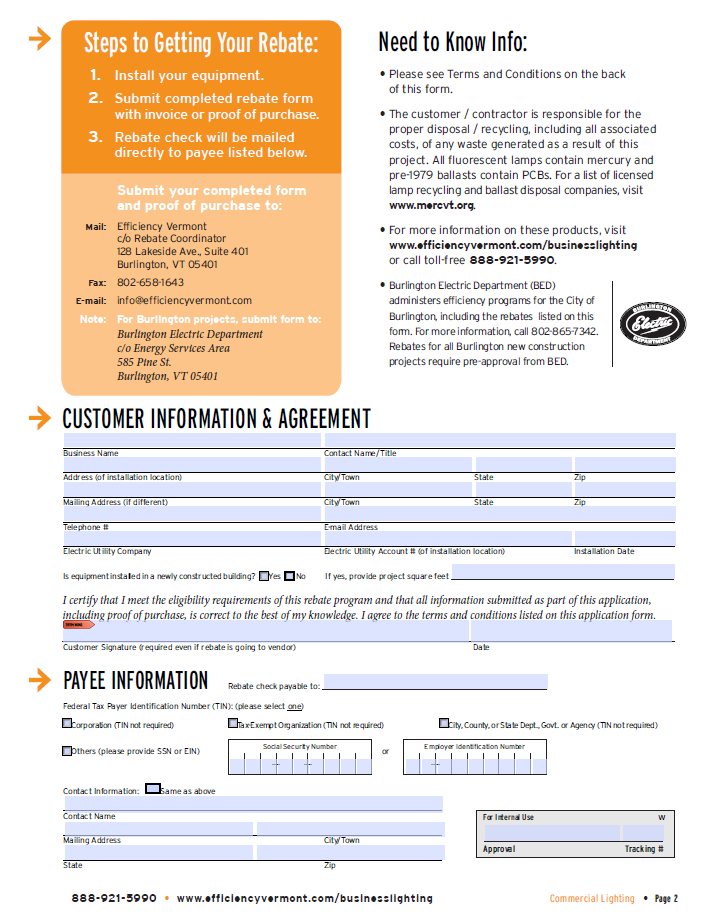 Steps to Getting Your Rebate:
1. Install your equipment.
2. Submit completed rebate form
with invoice or proof of purchase.
3. Rebate check will be mailed
directly to payee listed below.
Submit your completed form
and proof of purchase to:
Mail: Efficiency Vermont
c/o Rebate Coordinator
128 Lakeside Ave., Suite 401
Burlington, VT 05401
Fax: 802-658-1643
E-mail: info@efficiencyvermont.com
Note: For Burlington projects, submit form to:
Burlington Electric Department
c/o Energy Services Area
585 Pine St.
Burlington, VT 05401
Need to Know Info:
• Please see Terms and Conditions on the back
of this form.
• The customer / contractor is responsible for the
proper disposal / recycling, including all associated
costs, of any waste generated as a result of this
project. All fluorescent lamps contain mercury and
pre-1979 ballasts contain PCBs. For a list of licensed
lamp recycling and ballast disposal companies, visit
www.mercvt.org.
• For more information on these products, visit
www.efficiencyvermont.com/businesslighting
or call toll-free 888-921-5990.
• Burlington Electric Department (BED)
administers efficiency programs for the City of
Burlington, including the rebates listed on this
form. For more information, call 802-865-7342.
Rebates for all Burlington new construction
projects require pre-approval from BED.
BURLINGTON
Electric
DEPARTMENT
CUSTOMER INFORMATION & AGREEMENT
Business Name Contact Name/Title
Address (of installation location) City/Town State Zip
Mailing Address (if different) City/Town State Zip
Telephone # Email Address
Electric Utility Company Electric Utility Account # (of installation location) Installation Date
Is equipment installed in a newly constructed building? Yes No If yes, provide project square feet
I certify that I meet the eligibility requirements of this rebate program and that all information submitted as part of this application,
including proof of purchase, is correct to the best of my knowledge. I agree to the terms and conditions listed on this application form.
Customer Signature (required even if rebate is going to vendor) Date
PAYEE INFORMATION Rebate check payable to:
Federal Tax Payer Identification Number (TIN): (please select one)
Corporation (TIN not required) Tax-Exempt Organization (TIN not required) City, County, or State Dept., Govt. or Agency (TIN not required)
Others (please provide SSN or EIN) Social Security Number or Employer Identification Number
Contact Information: Same as above
Contact Name
Mailing Address City/Town
State Zip
For Internal Use W
Approval Tracking #
888-921-5990 • www.efficiencyvermont.com/businesslighting Commercial Lighting • Page 2